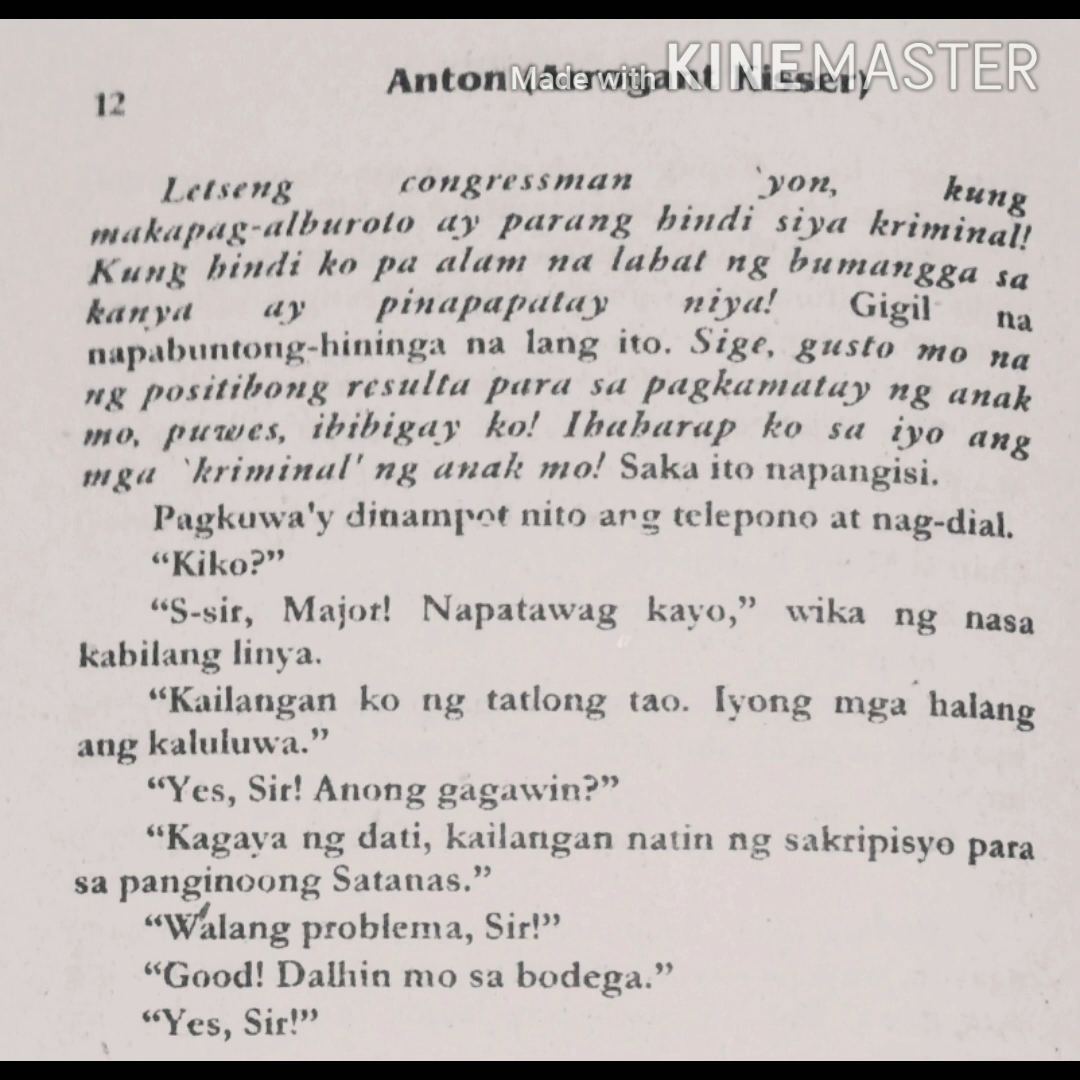 Made with KINEMASTER
Anton (Arrogant Kisser)
12
Letseng congressman `yon, kung
makapag-alburoto ay parang hindi siya kriminal!
Kung hindi ko pa alam na lahat ng bumangga sa
kanya ay pinapapatay niya! Gigil na
napabuntong-hininga na lang ito. Sige, gusto mo na
ng positibong resulta para sa pagkamatay ng anak
mo, puwes, ibibigay ko! Ihaharap ko sa iyo ang
mga `kriminal' ng anak mo! Saka ito napangisi.
Pagkuwa'y dinampot nito ang telepono at nag-dial.
“Kiko?”
“S-sir, Major! Napatawag kayo,” wika ng nasa
kabilang linya.
“Kailangan ko ng tatlong tao. Iyong mga halang
ang kaluluwa.”
“Yes, Sir! Anong gagawin?”
“Kagaya ng dati, kailangan natin ng sakripisyo para
sa panginoong Satanas.”
“Walang problema, Sir!”
“Good! Dalhin mo sa bodega.”
“Yes, Sir!”